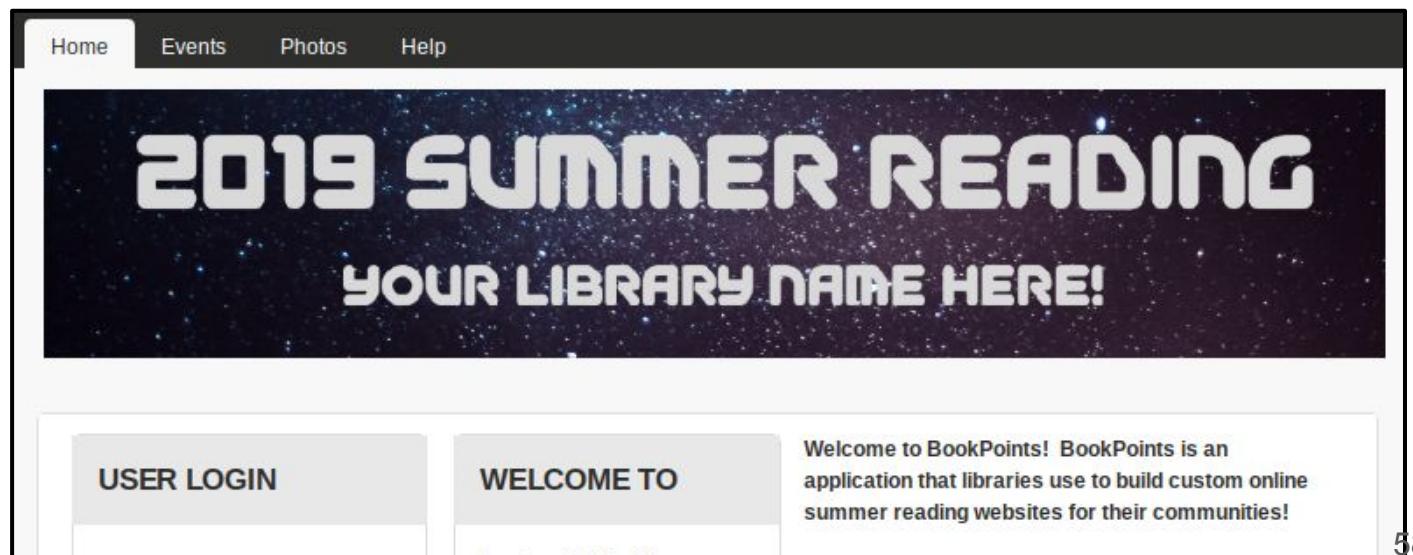 Home Events Photos Help
2019 SUMMER READING
YOUR LIBRARY NAME HERE!
USER LOGIN
WELCOME TO
Welcome to BookPoints! BookPoints is an
application that libraries use to build custom online
summer reading websites for their communities!